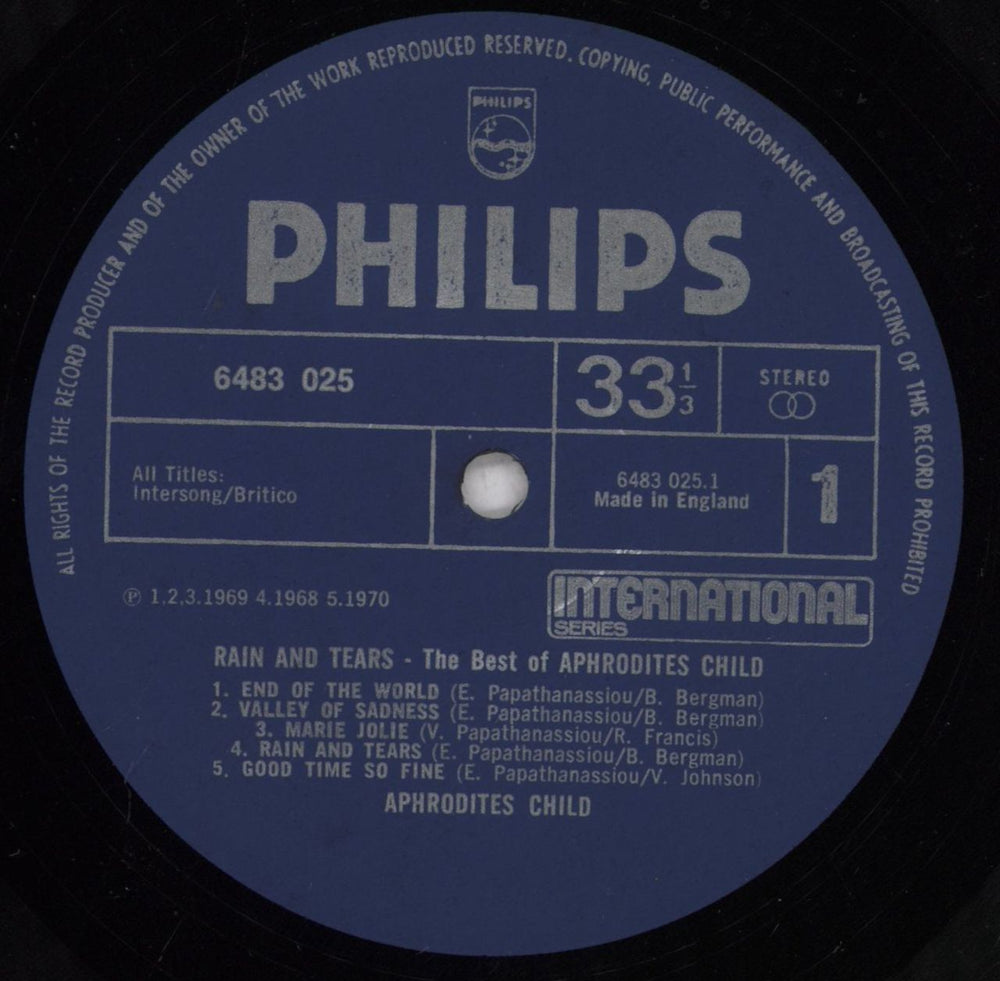 ALL RIGHTS OF THE RECORD PRODUCER AND OF THE OWNER OF THE WORK REPRODUCED RESERVED. COPYING, PUBLIC PERFORMANCE AND BROADCASTING OF THIS RECORD PROHIBITED
PHILIPS
PHILIPS
6483 025
33 1/3
STEREO
All Titles:
Intersong/Britico
6483 025.1
Made in England
1
℗ 1.2.3.1969 4.1968 5.1970
INTERNATIONAL
SERIES
RAIN AND TEARS - The Best of APHRODITES CHILD
1. END OF THE WORLD (E. Papathanassiou/B. Bergman)
2. VALLEY OF SADNESS (E. Papathanassiou/B. Bergman)
3. MARIE JOLIE (V. Papathanassiou/R. Francis)
4. RAIN AND TEARS (E. Papathanassiou/B. Bergman)
5. GOOD TIME SO FINE (E. Papathanassiou/V. Johnson)
APHRODITES CHILD